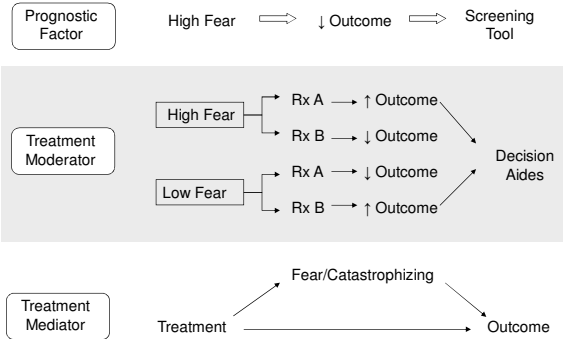 Prognostic
Factor
High Fear
↓ Outcome
Screening
Tool
Treatment
Moderator
High Fear
Rx A
↑ Outcome
Rx B
↓ Outcome
Low Fear
Rx A
↓ Outcome
Rx B
↑ Outcome
Decision
Aides
Treatment
Mediator
Fear/Catastrophizing
Treatment
Outcome